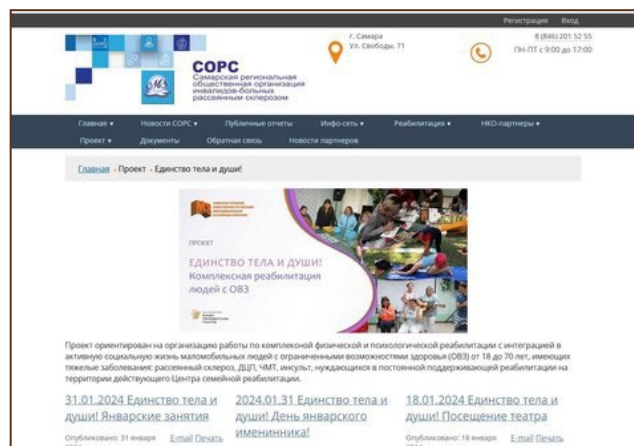 Регистрация Вход
г. Самара
Ул. Свободы, 71
8 (846) 201 52 55
ПН-ПТ с 9:00 до 17:00
СОРС
Самарская региональная
общественная организация
инвалидов-больных
рассеянным склерозом
Главная ▾ Новости СОРС ▾ Публичные отчеты Инфо-сеть ▾ Реабилитация ▾ НКО-партнеры ▾
Проект ▾ Документы Обратная связь Новости партнеров
Главная Проект Единство тела и души!
ПРОЕКТ
ЕДИНСТВО ТЕЛА И ДУШИ!
Комплексная реабилитация
людей с ОВЗ
Проект ориентирован на организацию работы по комплексной физической и психологической реабилитации с интеграцией в
активную социальную жизнь маломобильных людей с ограниченными возможностями здоровья (ОВЗ) от 18 до 70 лет, имеющих
тяжелые заболевания: рассеянный склероз, ДЦП, ЧМТ, инсульт, нуждающихся в постоянной поддерживающей реабилитации на
территории действующего Центра семейной реабилитации.
31.01.2024 Единство тела и
души! Январские занятия
Опубликовано: 31 января E-mail Печать
2024.01.31 Единство тела и
души! День январского
именинника!
18.01.2024 Единство тела и
души! Посещение театра
Опубликовано: 18 января E-mail Печать